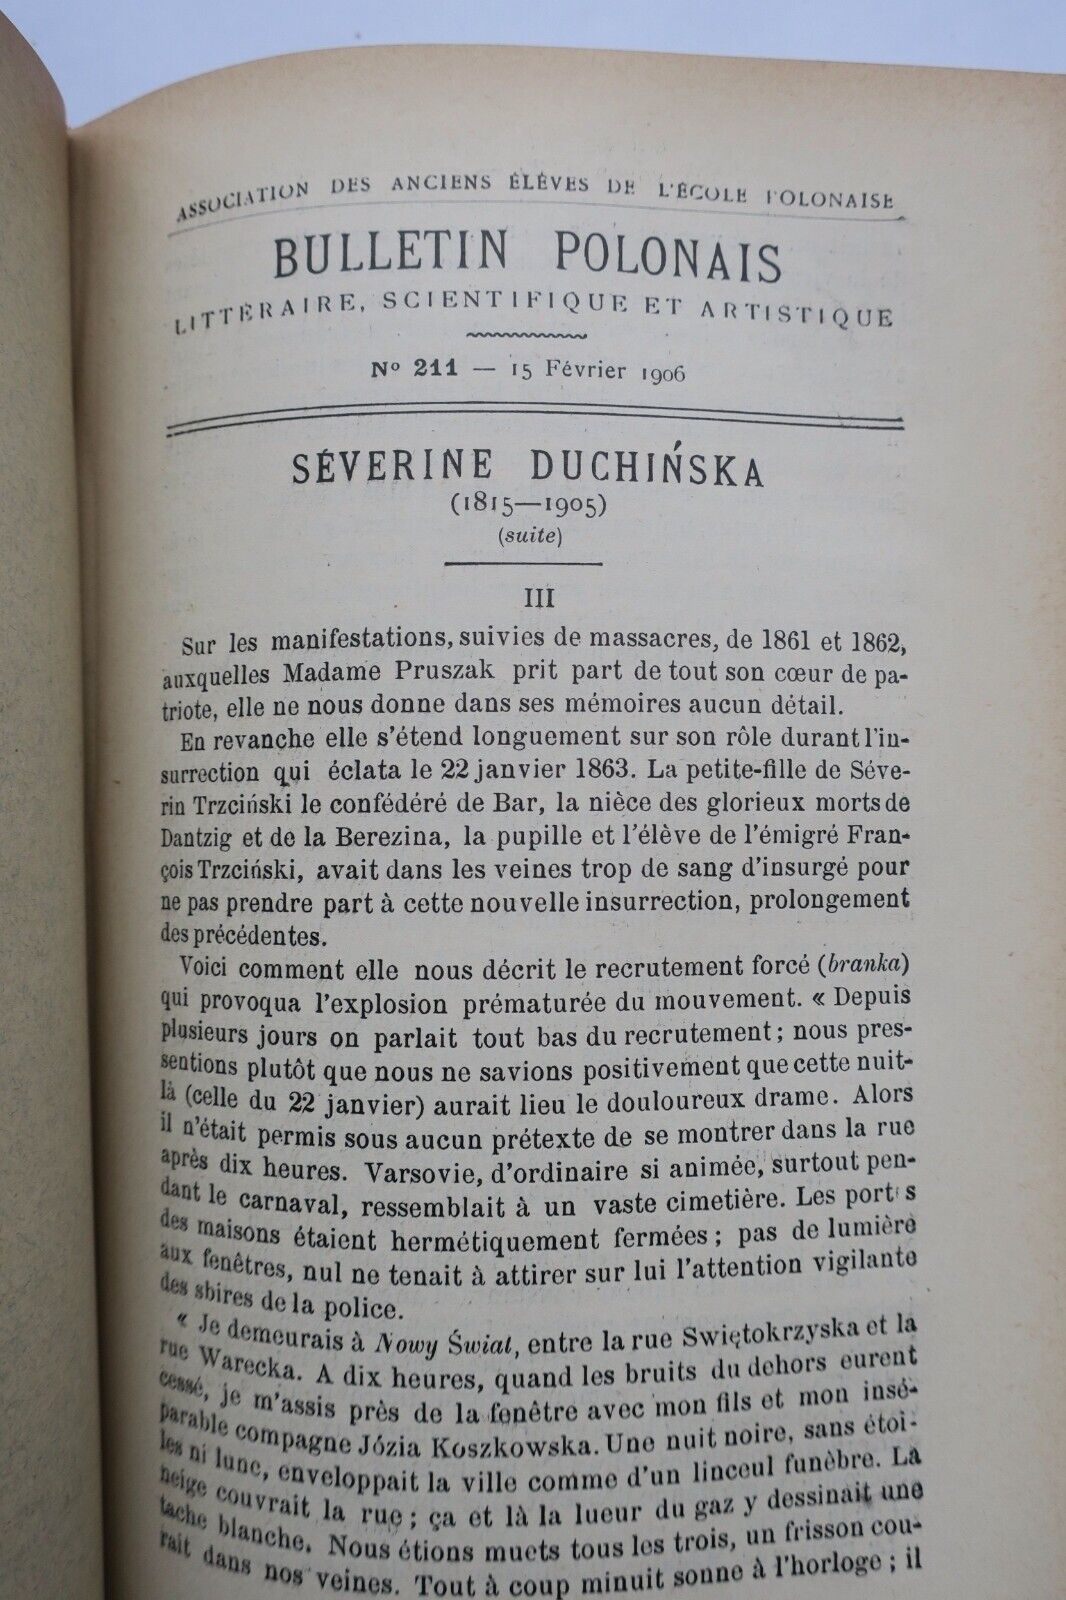 ASSOCIATION DES ANCIENS ÉLÈVES DE L'ÉCOLE POLONAISE
BULLETIN POLONAIS
LITTÉRAIRE, SCIENTIFIQUE ET ARTISTIQUE
Nº 211 — 15 Février 1906
SÉVERINE DUCHIŃSKA
(1815—1905)
(suite)
III
Sur les manifestations, suivies de massacres, de 1861 et 1862,
auxquelles Madame Pruszak prit part de tout son cœur de pa-
triote, elle ne nous donne dans ses mémoires aucun détail.
En revanche elle s'étend longuement sur son rôle durant l'in-
surrection qui éclata le 22 janvier 1863. La petite-fille de Séve-
rin Trzciński le confédéré de Bar, la nièce des glorieux morts de
Dantzig et de la Berezina, la pupille et l'élève de l'émigré Fran-
çois Trzciński, avait dans les veines trop de sang d'insurgé pour
ne pas prendre part à cette nouvelle insurrection, prolongement
des précédentes.
Voici comment elle nous décrit le recrutement forcé (branka)
qui provoqua l'explosion prématurée du mouvement. « Depuis
plusieurs jours on parlait tout bas du recrutement ; nous pres-
sentions plutôt que nous ne savions positivement que cette nuit-
là (celle du 22 janvier) aurait lieu le douloureux drame. Alors
il n'était permis sous aucun prétexte de se montrer dans la rue
après dix heures. Varsovie, d'ordinaire si animée, surtout pen-
dant le carnaval, ressemblait à un vaste cimetière. Les port s
des maisons étaient hermétiquement fermées ; pas de lumière
aux fenêtres, nul ne tenait à attirer sur lui l'attention vigilante
des sbires de la police.
« Je demeurais à Nowy Świat, entre la rue Swiętokrzyska et la
rue Warecka. A dix heures, quand les bruits du dehors eurent
cessé, je m'assis près de la fenêtre avec mon fils et mon insé-
parable compagne Józia Koszkowska. Une nuit noire, sans étoi-
les ni lune, enveloppait la ville comme d'un linceul funèbre. La
neige couvrait la rue ; ça et là la lueur du gaz y dessinait une
tache blanche. Nous étions muets tous les trois, un frisson cou-
rait dans nos veines. Tout à coup minuit sonne à l'horloge ; il